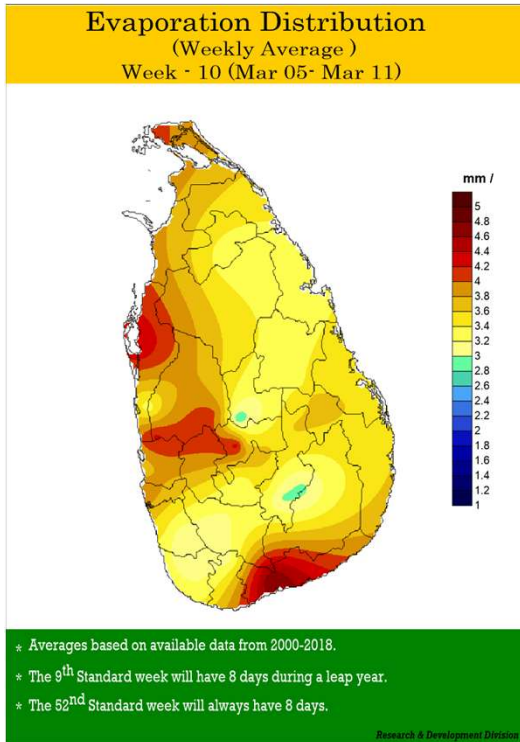 Evaporation Distribution
(Weekly Average )
Week - 10 (Mar 05- Mar 11)
mm /
5
4.8
4.6
4.4
4.2
4
3.8
3.6
3.4
3.2
3
2.8
2.6
2.4
2.2
2
1.8
1.6
1.4
1.2
1
* Averages based on available data from 2000-2018.
* The 9th Standard week will have 8 days during a leap year.
* The 52nd Standard week will always have 8 days.
Research & Development Division